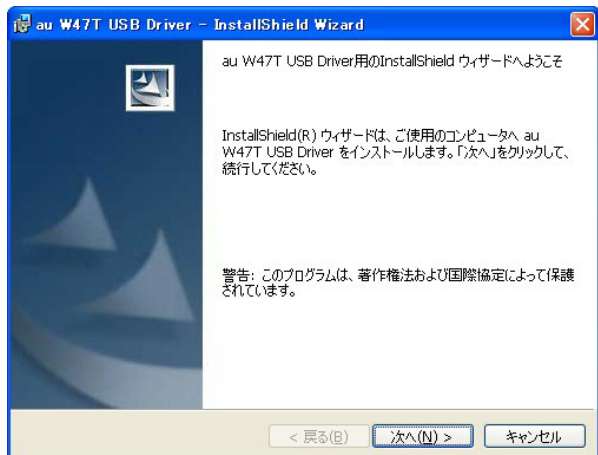 au W47T USB Driver - InstallShield Wizard
au W47T USB Driver用のInstallShield ウィザードへようこそ
InstallShield(R) ウィザードは、ご使用のコンピュータへ au
W47T USB Driver をインストールします。「次へ」をクリックして、
続行してください。
警告: このプログラムは、著作権法および国際協定によって保護
されています。
< 戻る(B)
次へ(N) >
キャンセル